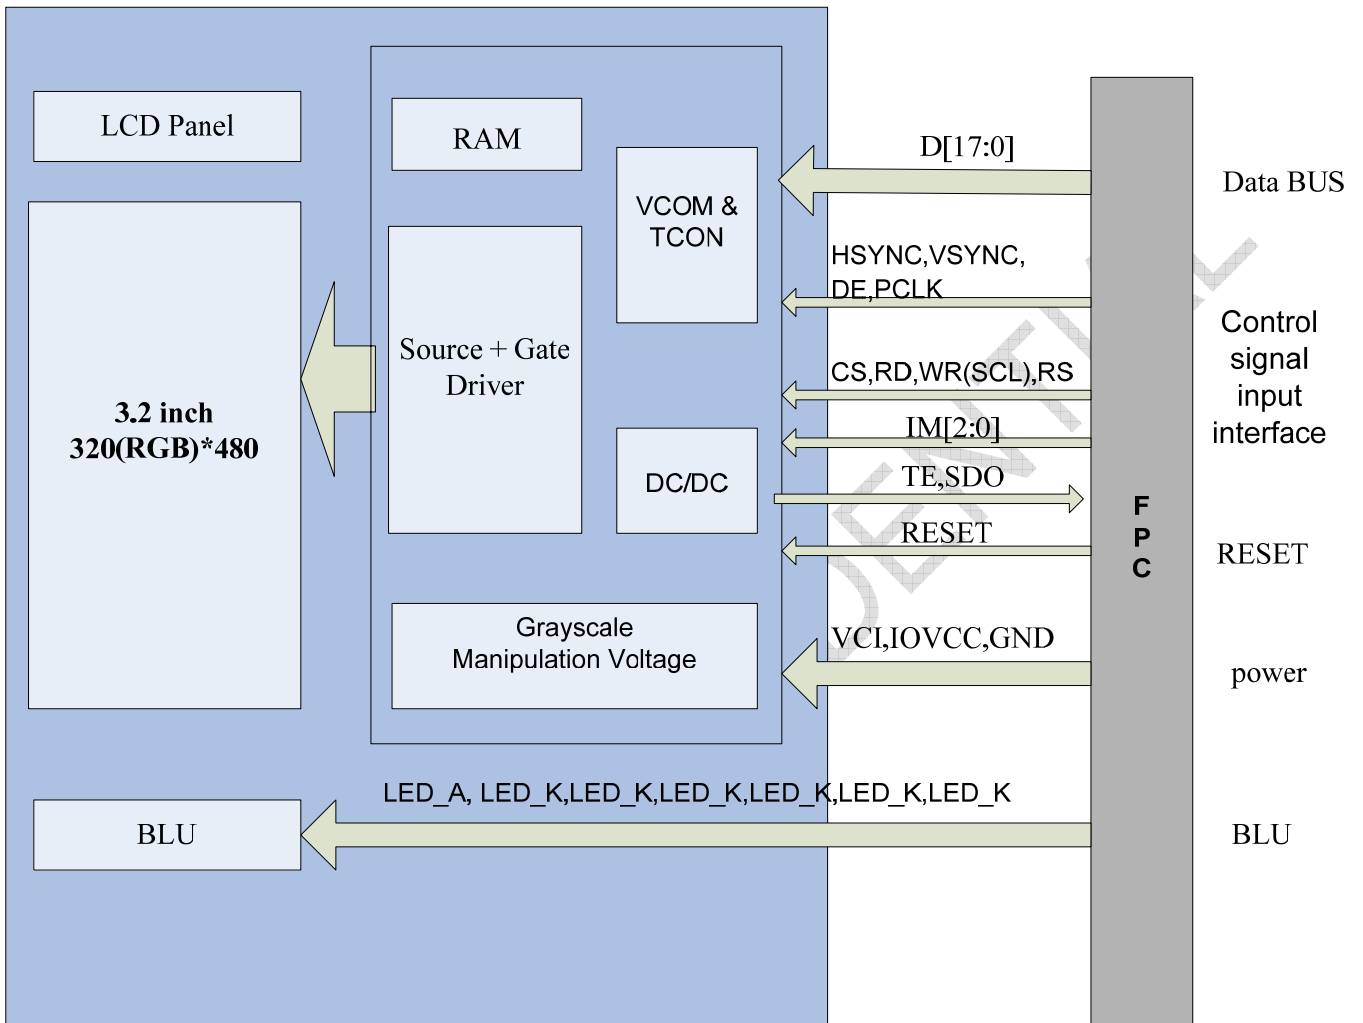 LCD Panel
3.2 inch
320(RGB)*480
BLU
RAM
Source + Gate
Driver
VCOM &
TCON
DC/DC
Grayscale
Manipulation Voltage
D[17:0]
HSYNC,VSYNC,
DE,PCLK
CS,RD,WR(SCL),RS
IM[2:0]
TE,SDO
RESET
VCI,IOVCC,GND
LED_A, LED_K,LED_K,LED_K,LED_K,LED_K,LED_K
F
P
C
Data BUS
Control
signal
input
interface
RESET
power
BLU